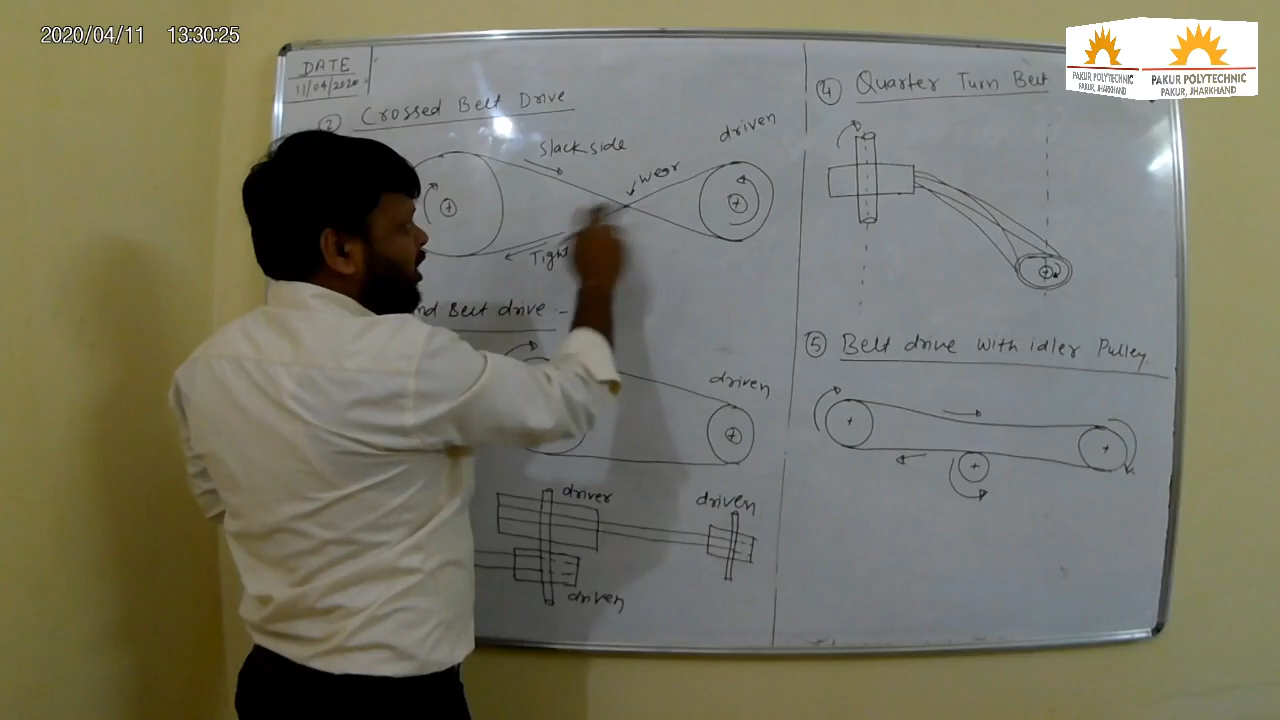 2020/04/11 13:30:25
PAKUR POLYTECHNIC
PAKUR, JHARKHAND
PAKUR POLYTECHNIC
PAKUR, JHARKHAND
DATE
11/04/2020
② Crossed Belt Drive
Slack side
wear
driven
Tight
Belt drive :-
driven
driver
driven
driven
④ Quarter Turn Belt
⑤ Belt drive with idler Pulley